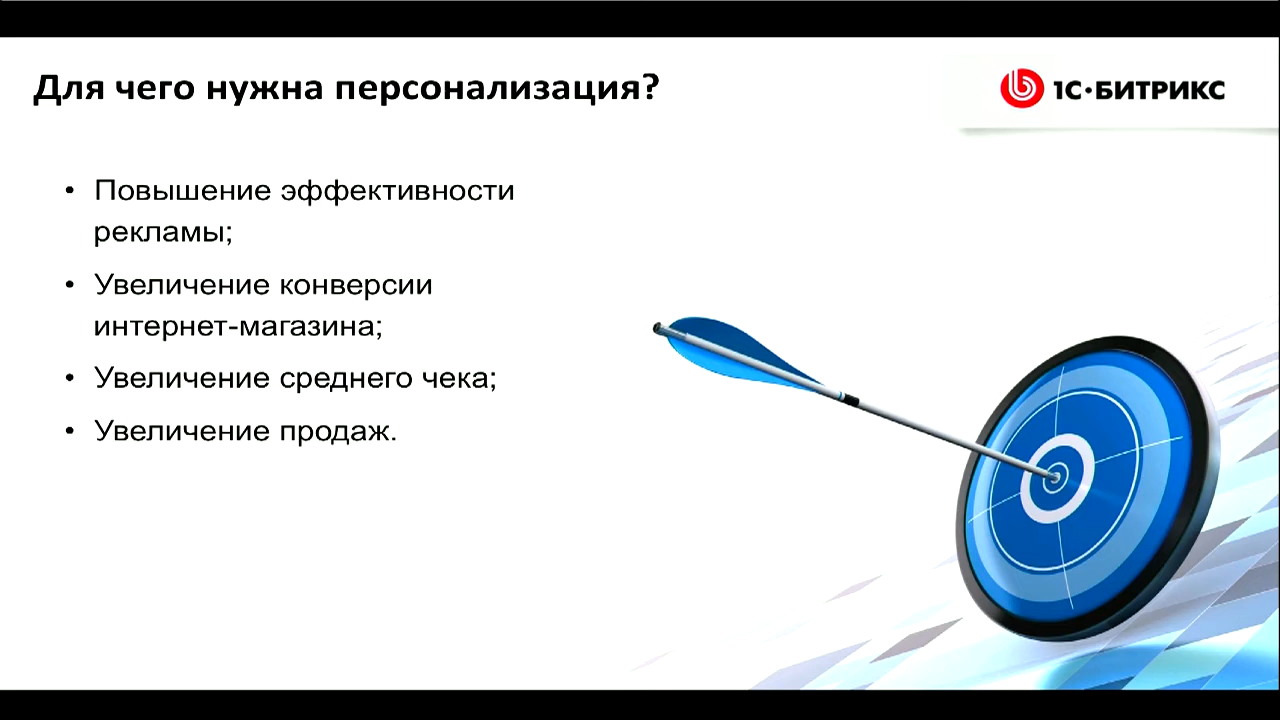 Для чего нужна персонализация?
1С·БИТРИКС
• Повышение эффективности
рекламы;
• Увеличение конверсии
интернет-магазина;
• Увеличение среднего чека;
• Увеличение продаж.